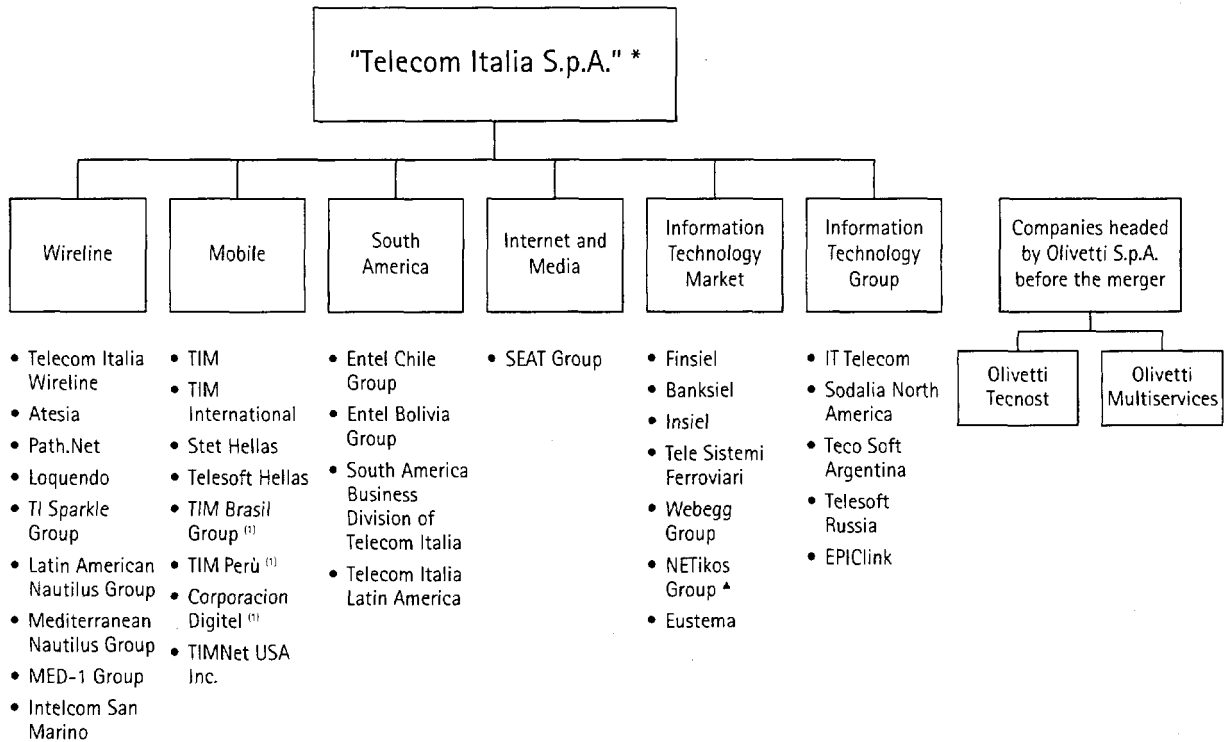 "Telecom Italia S.p.A." *
Wireline
Mobile
South
America
Internet and
Media
Information
Technology
Market
Information
Technology
Group
Companies headed
by Olivetti S.p.A.
before the merger
• Telecom Italia
Wireline
• Atesia
• Path.Net
• Loquendo
• TI Sparkle
Group
• Latin American
Nautilus Group
• Mediterranean
Nautilus Group
• MED-1 Group
• Intelcom San
Marino
• TIM
• TIM
International
• Stet Hellas
• Telesoft Hellas
• TIM Brasil
Group (1)
• TIM Perù (1)
• Corporacion
Digitel (1)
• TIMNet USA
Inc.
• Entel Chile
Group
• Entel Bolivia
Group
• South America
Business
Division of
Telecom Italia
• Telecom Italia
Latin America
• SEAT Group
• Finsiel
• Banksiel
• Insiel
• Tele Sistemi
Ferroviari
• Webegg
Group
• NETikos
Group ▲
• Eustema
• IT Telecom
• Sodalia North
America
• Teco Soft
Argentina
• Telesoft
Russia
• EPIClink
Olivetti
Tecnost
Olivetti
Multiservices